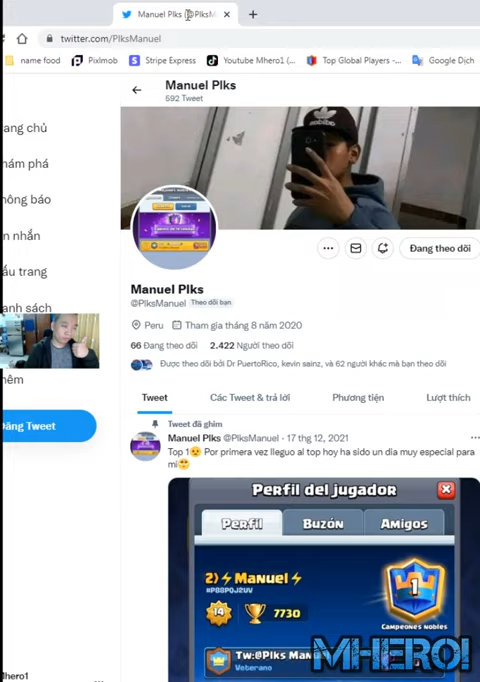 Manuel Plks (@PlksM
twitter.com/PlksManuel
name food
Pixlmob
Stripe Express
Youtube Mhero1 (...
Top Global Players -...
Google Dịch
Manuel Plks
592 Tweet
ang chủ
hám phá
hông báo
n nhắn
ấu trang
anh sách
hêm
Đăng Tweet
Đang theo dõi
Manuel Plks
@PlksManuel Theo dõi bạn
Peru Tham gia tháng 8 năm 2020
66 Đang theo dõi 2.422 Người theo dõi
Được theo dõi bởi Dr PuertoRico, kevin sainz, và 62 người khác mà bạn theo dõi
Tweet Các Tweet & trả lời Phương tiện Lượt thích
Tweet đã ghim
Manuel Plks @PlksManuel · 17 thg 12, 2021
Top 1😯 Por primera vez lleguo al top hoy ha sido un dia muy especial para
mi
Perfil del jugador
Perfil Buzón Amigos
2)⚡Manuel⚡
#P88PQJ2UV
14 7730
1
Campeones nobles
Tw:@Plks Manu
Veterano
MHERO!
hero1